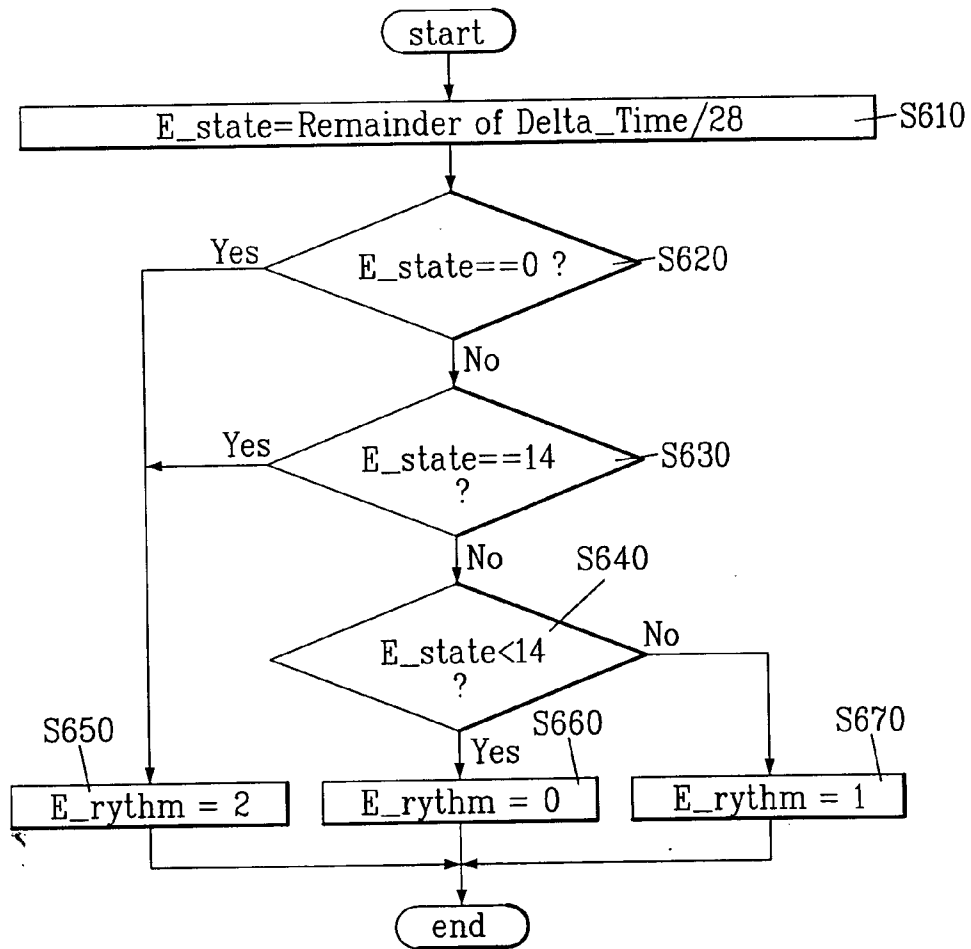 start
E_state=Remainder of Delta_Time/28
S610
Yes
E_state==0 ?
S620
No
Yes
E_state==14
?
S630
No
S640
E_state<14
?
No
S650
S660
S670
Yes
E_rythm = 2
E_rythm = 0
E_rythm = 1
end